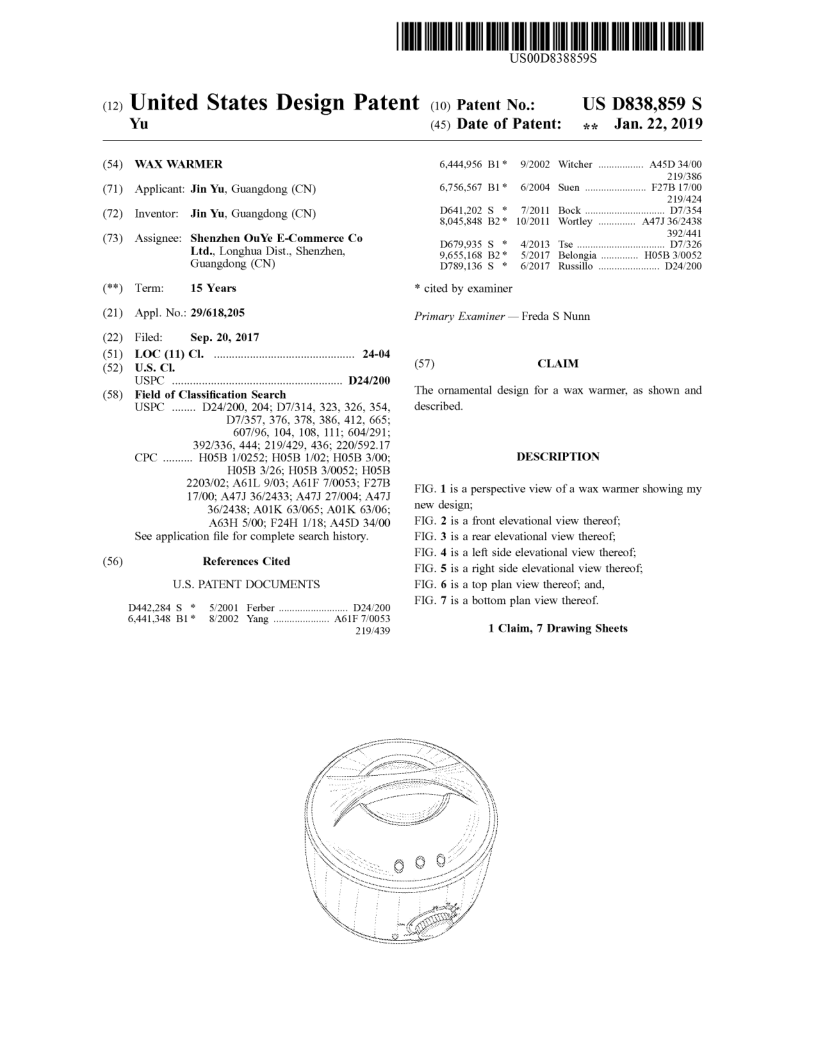 US00D838859S
(12) United States Design Patent
Yu
(10) Patent No.: US D838,859 S
(45) Date of Patent: ** Jan. 22, 2019
(54) WAX WARMER
(71) Applicant: Jin Yu, Guangdong (CN)
(72) Inventor: Jin Yu, Guangdong (CN)
(73) Assignee: Shenzhen OuYe E-Commerce Co
Ltd., Longhua Dist., Shenzhen,
Guangdong (CN)
(**) Term: 15 Years
(21) Appl. No.: 29/618,205
(22) Filed: Sep. 20, 2017
(51) LOC (11) Cl. ............................................... 24-04
(52) U.S. Cl.
USPC ......................................................... D24/200
(58) Field of Classification Search
USPC ........ D24/200, 204; D7/314, 323, 326, 354,
D7/357, 376, 378, 386, 412, 665;
607/96, 104, 108, 111; 604/291;
392/336, 444; 219/429, 436; 220/592.17
CPC .......... H05B 1/0252; H05B 1/02; H05B 3/00;
H05B 3/26; H05B 3/0052; H05B
2203/02; A61L 9/03; A61F 7/0053; F27B
17/00; A47J 36/2433; A47J 27/004; A47J
36/2438; A01K 63/065; A01K 63/06;
A63H 5/00; F24H 1/18; A45D 34/00
See application file for complete search history.
(56) References Cited
U.S. PATENT DOCUMENTS
D442,284 S * 5/2001 Ferber ........................... D24/200
6,441,348 B1 * 8/2002 Yang ..................... A61F 7/0053
219/439
6,444,956 B1 * 9/2002 Witcher ................. A45D 34/00
219/386
6,756,567 B1 * 6/2004 Suen ....................... F27B 17/00
219/424
D641,202 S * 7/2011 Bock .............................. D7/354
8,045,848 B2 * 10/2011 Wortley ............. A47J 36/2438
392/441
D679,935 S * 4/2013 Tse ................................. D7/326
9,655,168 B2 * 5/2017 Belongia .............. H05B 3/0052
D789,136 S * 6/2017 Russillo ....................... D24/200
* cited by examiner
Primary Examiner — Freda S Nunn
(57) CLAIM
The ornamental design for a wax warmer, as shown and
described.
DESCRIPTION
FIG. 1 is a perspective view of a wax warmer showing my
new design;
FIG. 2 is a front elevational view thereof;
FIG. 3 is a rear elevational view thereof;
FIG. 4 is a left side elevational view thereof;
FIG. 5 is a right side elevational view thereof;
FIG. 6 is a top plan view thereof; and,
FIG. 7 is a bottom plan view thereof.
1 Claim, 7 Drawing Sheets